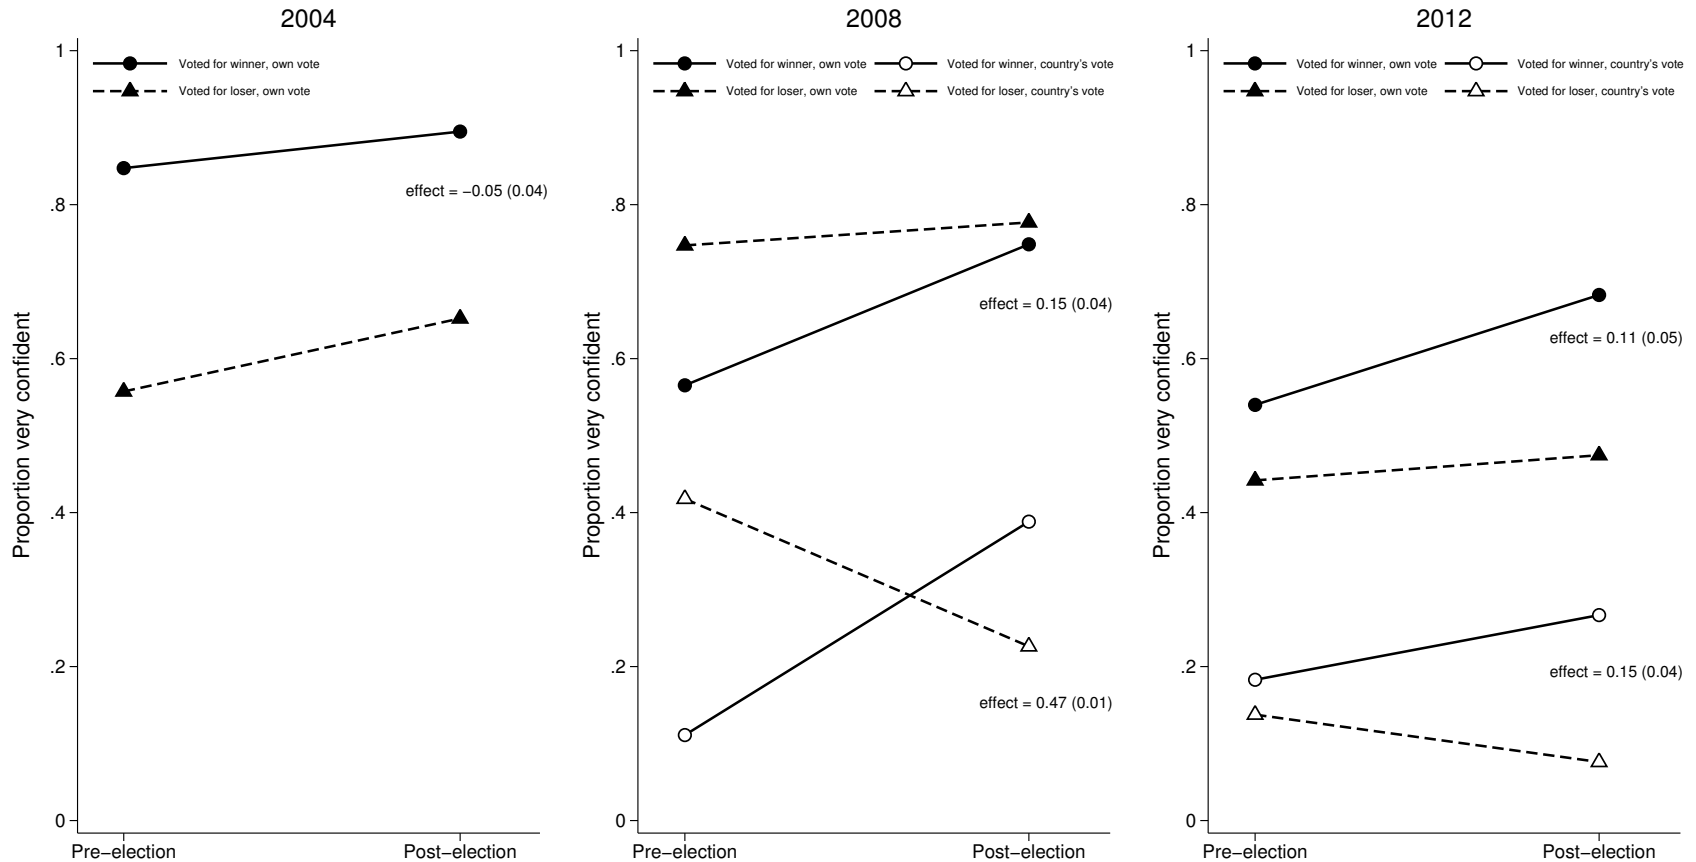 2004
Voted for winner, own vote
Voted for loser, own vote
1
.8
.6
.4
.2
0
Proportion very confident
effect = −0.05 (0.04)
Pre−election Post−election
2008
Voted for winner, own vote Voted for winner, country's vote
Voted for loser, own vote Voted for loser, country's vote
1
.8
.6
.4
.2
0
Proportion very confident
effect = 0.15 (0.04)
effect = 0.47 (0.01)
Pre−election Post−election
2012
Voted for winner, own vote Voted for winner, country's vote
Voted for loser, own vote Voted for loser, country's vote
1
.8
.6
.4
.2
0
Proportion very confident
effect = 0.11 (0.05)
effect = 0.15 (0.04)
Pre−election Post−election